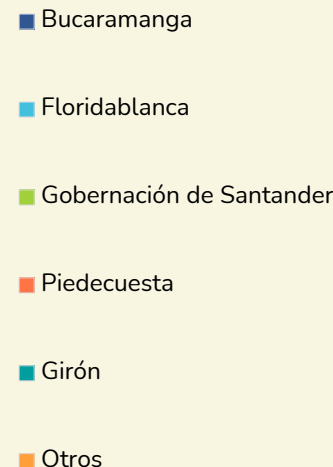 Bucaramanga
Floridablanca
Gobernación de Santander
Piedecuesta
Girón
Otros